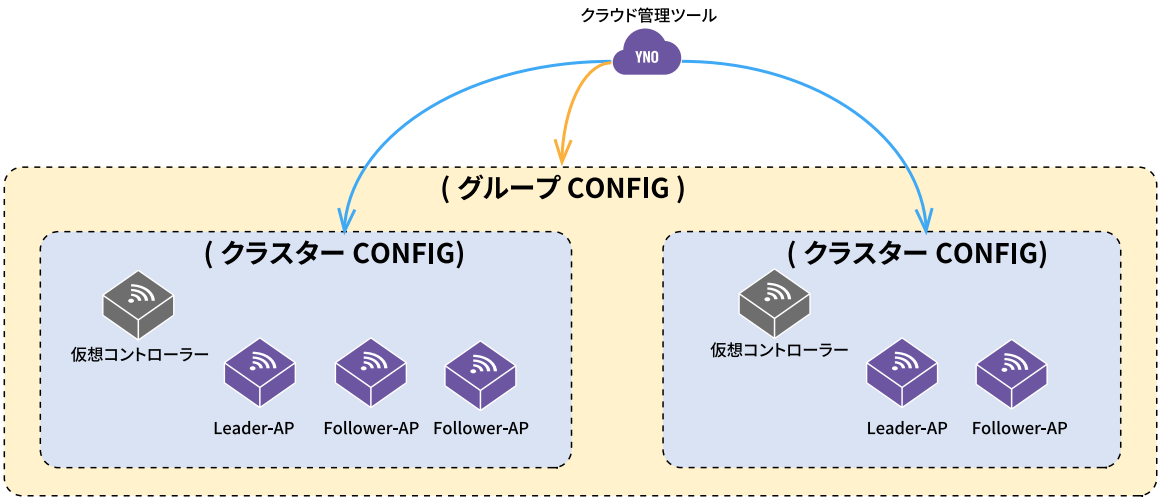 クラウド管理ツール
YNO
( グループ CONFIG )
( クラスター CONFIG)
仮想コントローラー
Leader-AP
Follower-AP
Follower-AP
( クラスター CONFIG)
仮想コントローラー
Leader-AP
Follower-AP